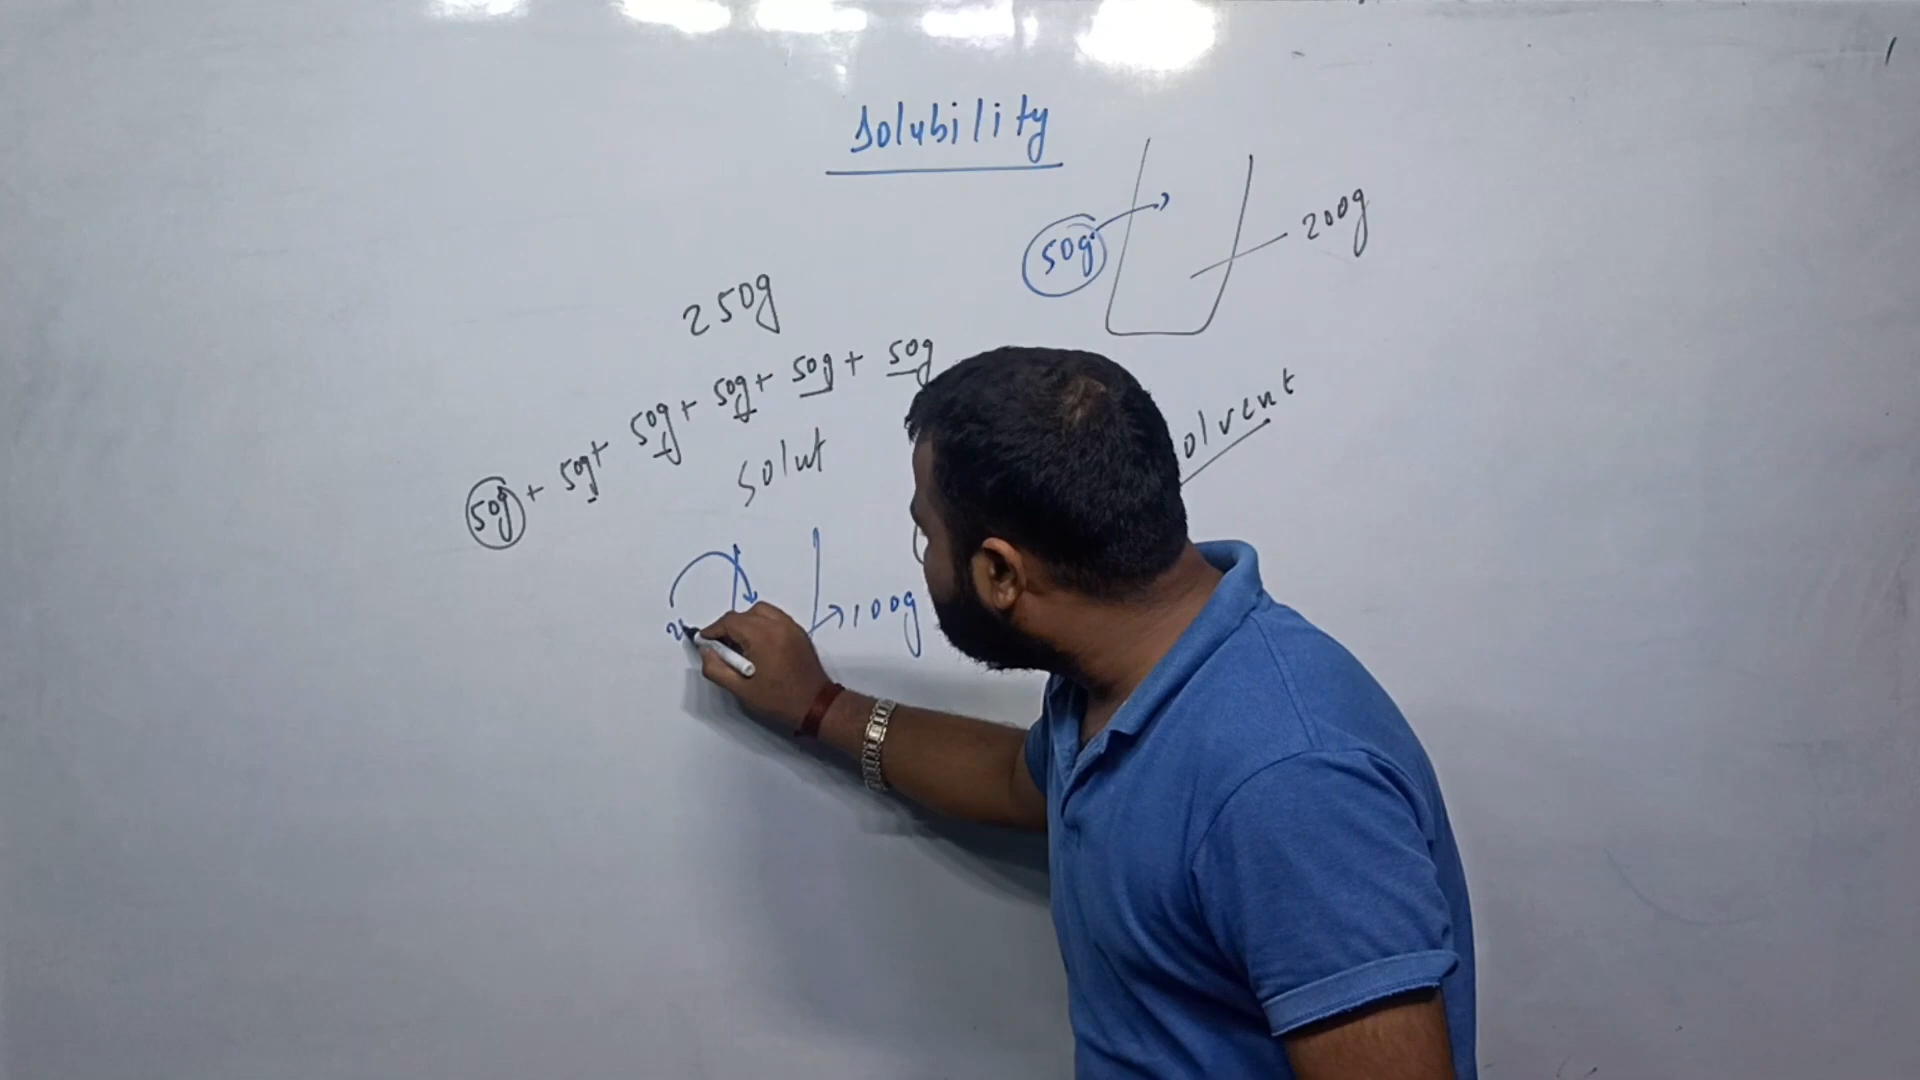 Solubility
50g 200g
250g
50g + 50g + 50g + 50g + 50g + 50g
Solut
olvent
100g